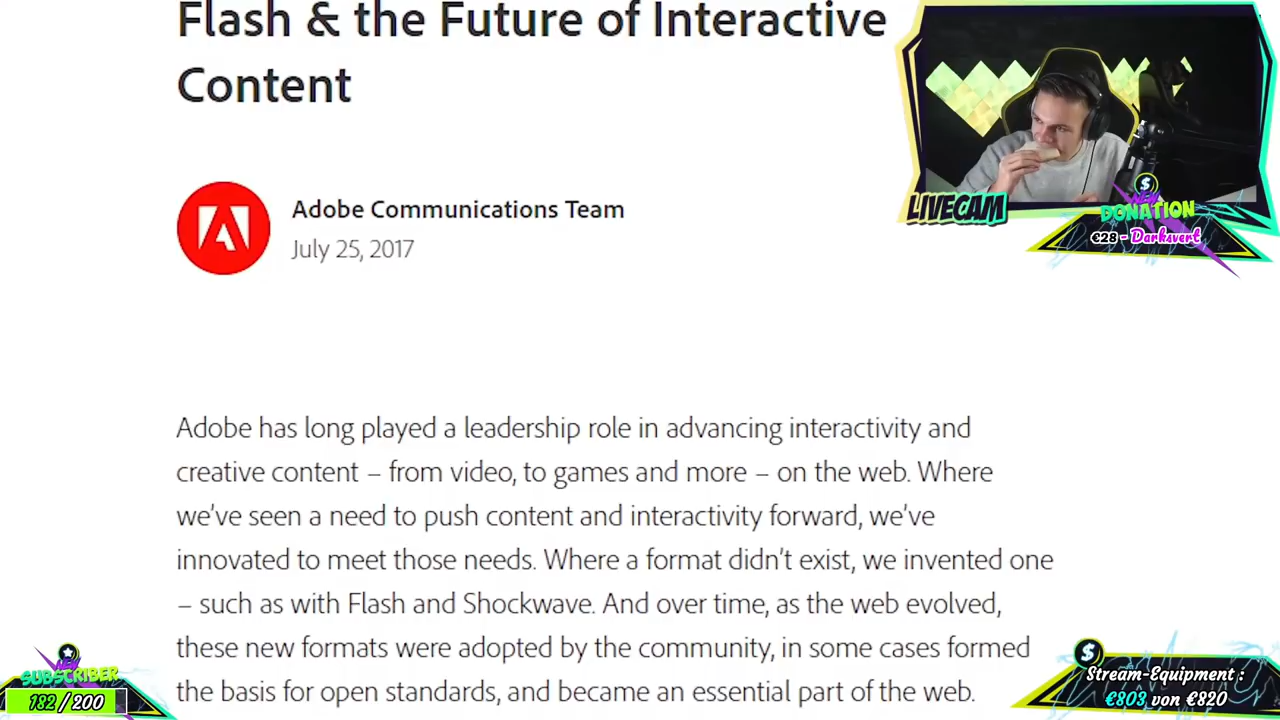 Flash & the Future of Interactive
Content
Adobe Communications Team
July 25, 2017
LIVECAM
$
NEW
DONATION
€28 - Darksvert
Adobe has long played a leadership role in advancing interactivity and
creative content – from video, to games and more – on the web. Where
we’ve seen a need to push content and interactivity forward, we’ve
innovated to meet those needs. Where a format didn’t exist, we invented one
– such as with Flash and Shockwave. And over time, as the web evolved,
these new formats were adopted by the community, in some cases formed
the basis for open standards, and became an essential part of the web.
NEW
SUBSCRIBER
182 / 200
$
Stream-Equipment :
€803 von €820